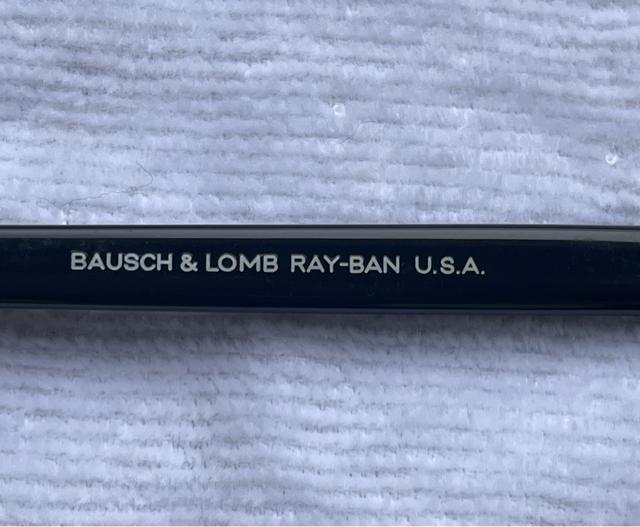 BAUSCH & LOMB RAY-BAN U.S.A.